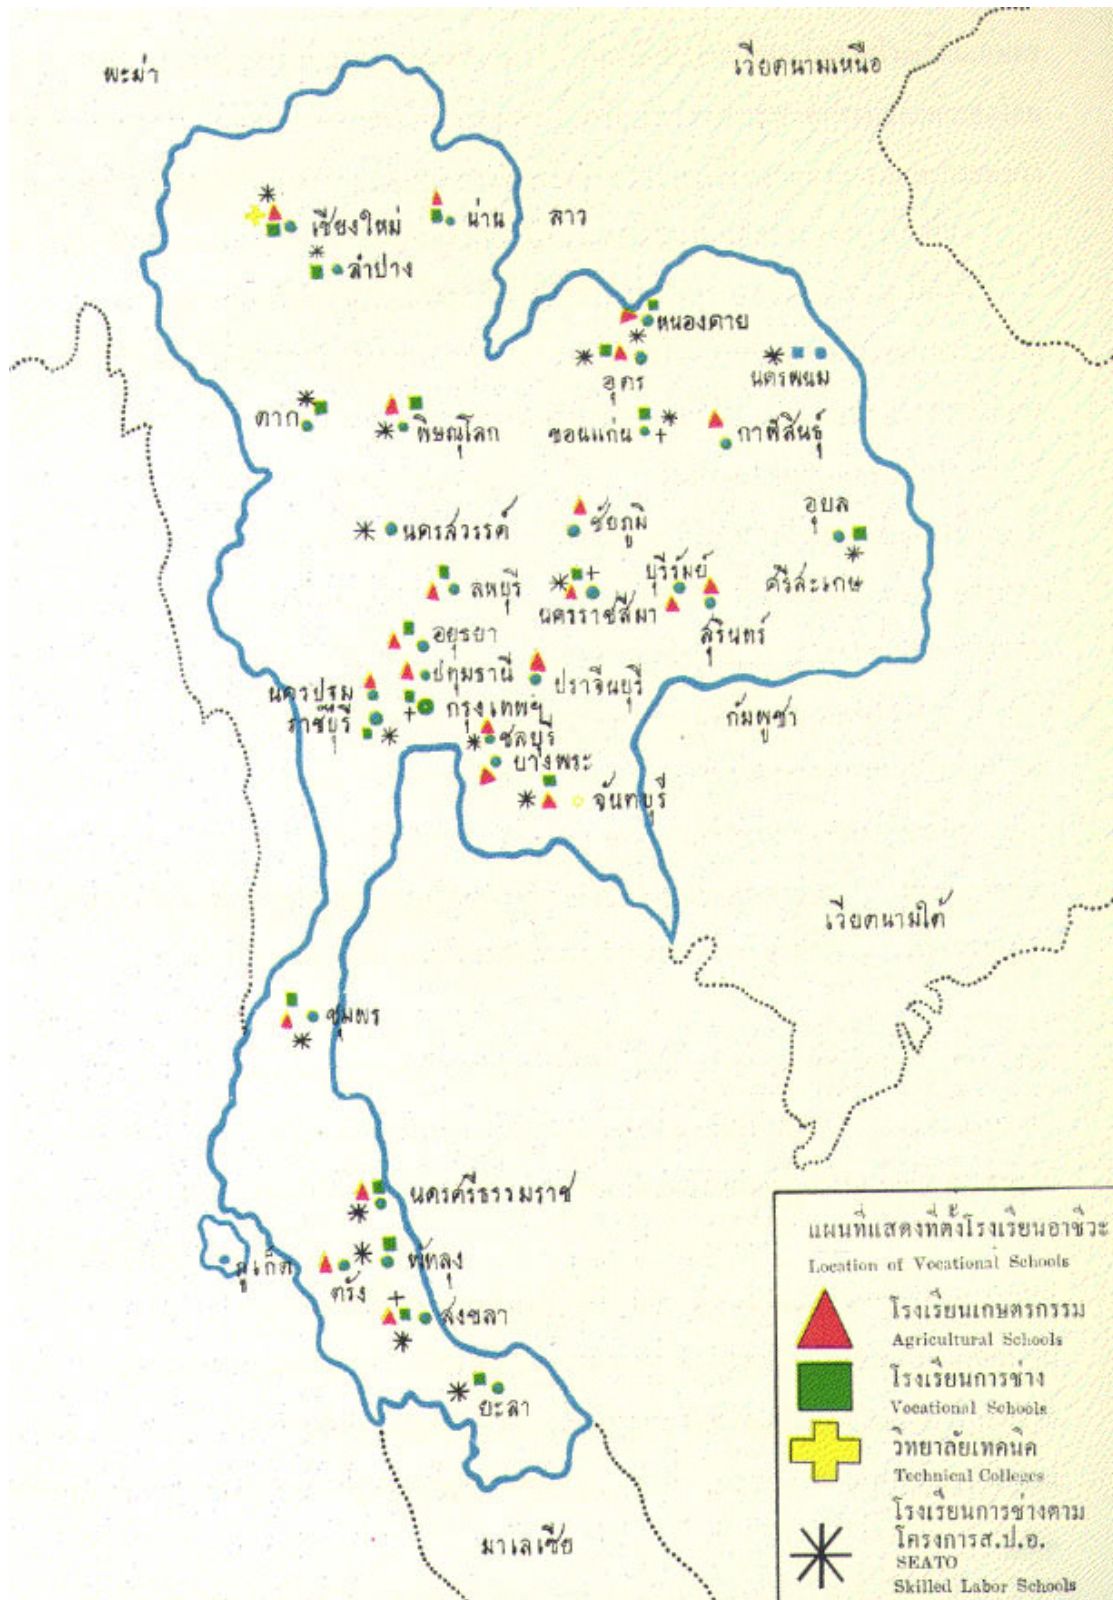 พะม่า
เวียดนามเหนือ
เชียงใหม่
น่าน
ลาว
ลำปาง
หนองคาย
อุดร
นครพนม
ตาก
พิษณุโลก
ขอนแก่น
กาฬสินธุ์
นครสวรรค์
ชัยภูมิ
อุบล
ลพบุรี
บุรีรัมย์
ศรีสะเกษ
นครราชสีมา
สุรินทร์
อยุธยา
ปทุมธานี
ปราจีนบุรี
นครปฐม
ราชบุรี
กรุงเทพฯ
กัมพูชา
ชลบุรี
บางพระ
จันทบุรี
เวียดนามใต้
ชุมพร
นครศรีธรรมราช
ภูเก็ต
ตรัง
พัทลุง
สงขลา
ยะลา
มาเลเซีย
แผนที่แสดงที่ตั้งโรงเรียนอาชีวะ
Location of Vocational Schools
โรงเรียนเกษตรกรรม
Agricultural Schools
โรงเรียนการช่าง
Vocational Schools
วิทยาลัยเทคนิค
Technical Colleges
โรงเรียนการช่างตาม
โครงการส.ป.อ.
SEATO
Skilled Labor Schools